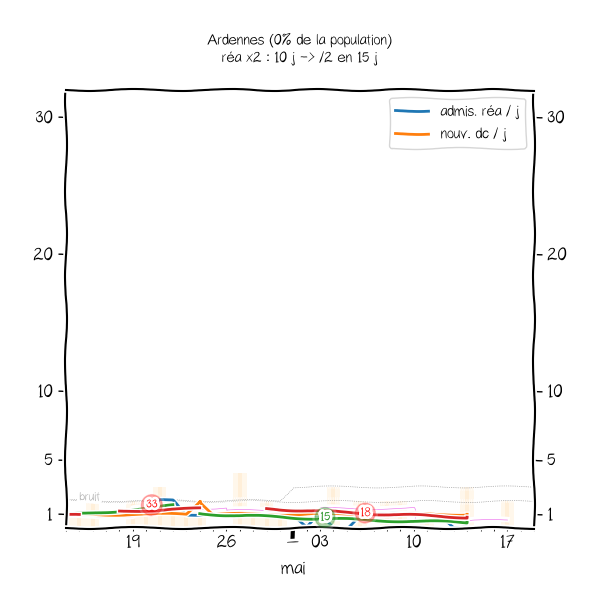 Ardennes (0% de la population)
réa x2 : 10 j -> /2 en 15 j
admis. réa / j
nouv. dc / j
30 30
20 20
10 10
5 5
bruit
33
15
18
1 1
19 26 03 10 17
mai